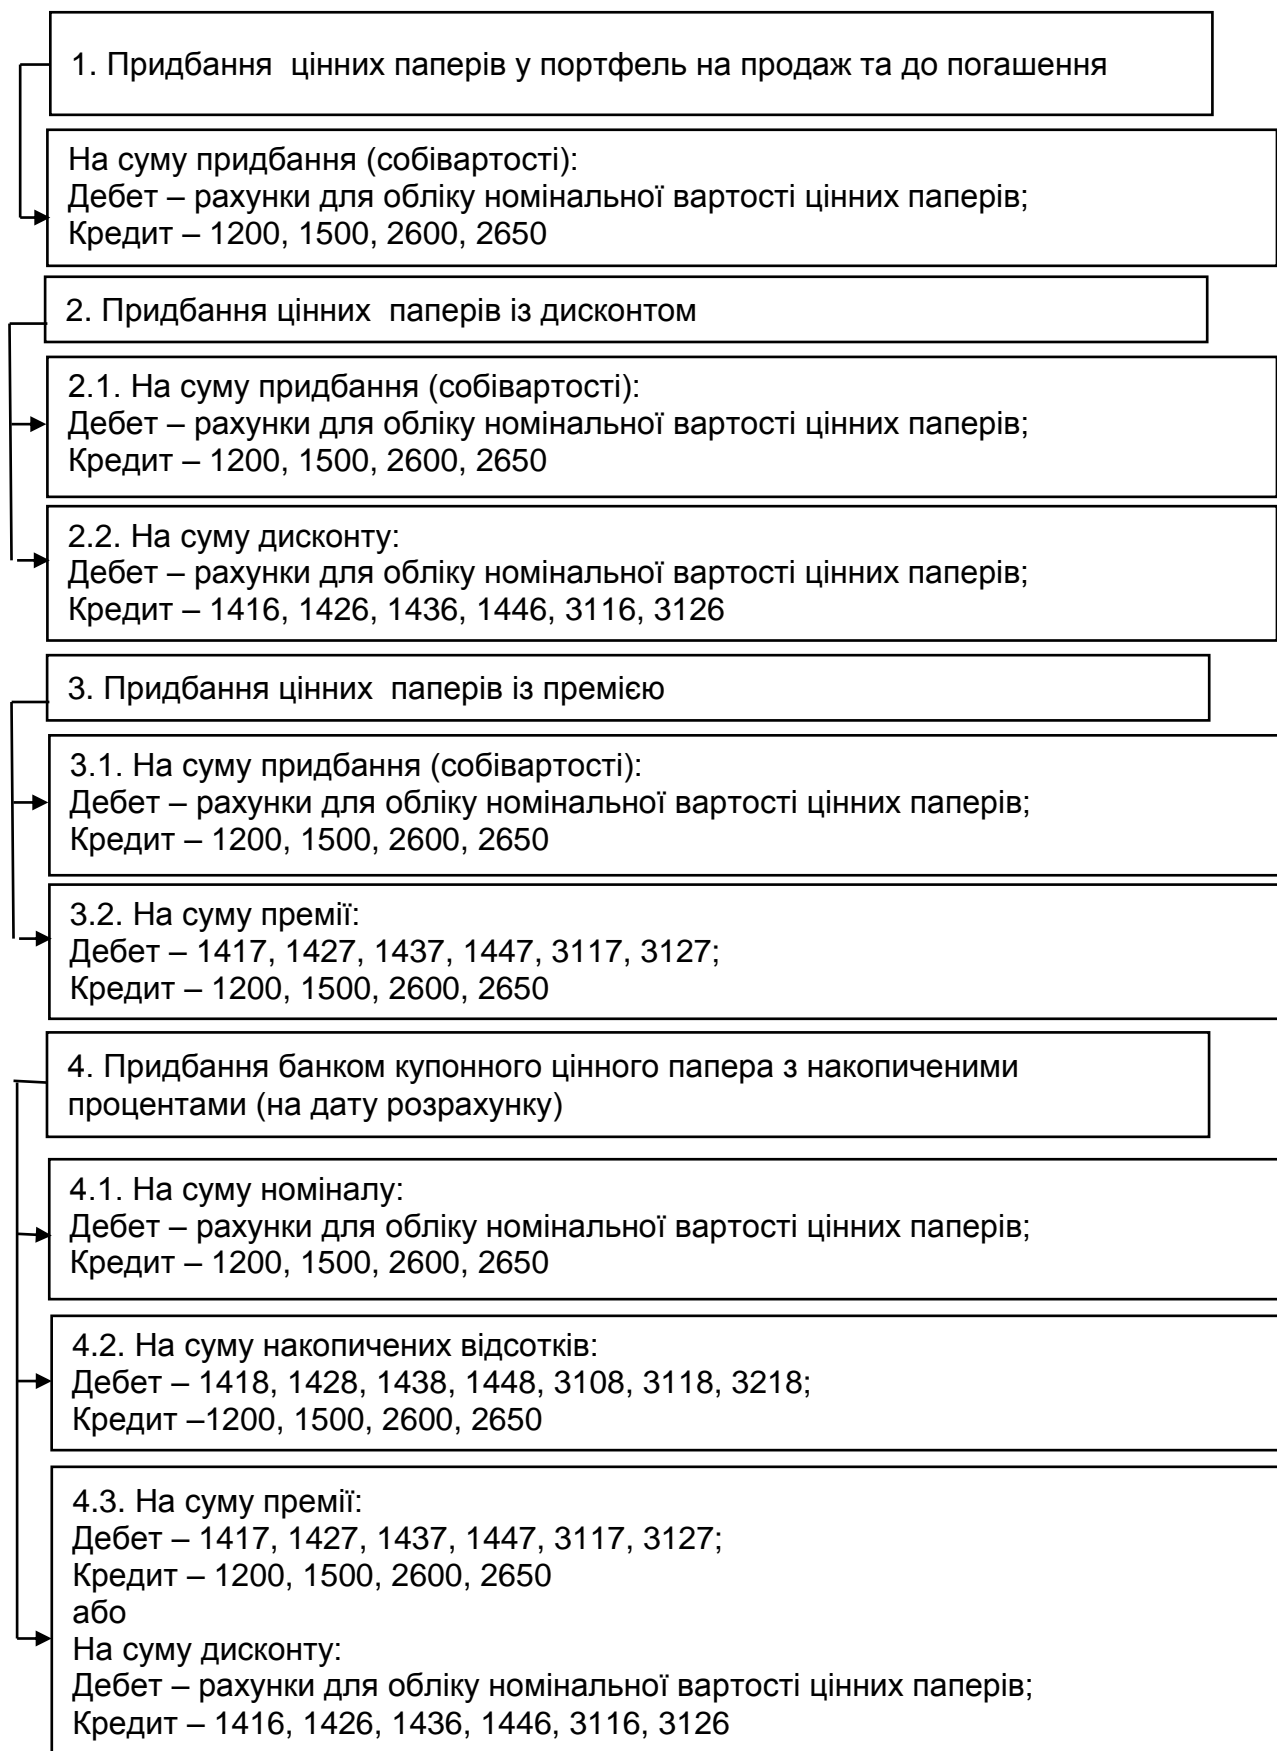 1. Придбання цінних паперів у портфель на продаж та до погашення
На суму придбання (собівартості):
Дебет – рахунки для обліку номінальної вартості цінних паперів;
Кредит – 1200, 1500, 2600, 2650
2. Придбання цінних паперів із дисконтом
2.1. На суму придбання (собівартості):
Дебет – рахунки для обліку номінальної вартості цінних паперів;
Кредит – 1200, 1500, 2600, 2650
2.2. На суму дисконту:
Дебет – рахунки для обліку номінальної вартості цінних паперів;
Кредит – 1416, 1426, 1436, 1446, 3116, 3126
3. Придбання цінних паперів із премією
3.1. На суму придбання (собівартості):
Дебет – рахунки для обліку номінальної вартості цінних паперів;
Кредит – 1200, 1500, 2600, 2650
3.2. На суму премії:
Дебет – 1417, 1427, 1437, 1447, 3117, 3127;
Кредит – 1200, 1500, 2600, 2650
4. Придбання банком купонного цінного папера з накопиченими
процентами (на дату розрахунку)
4.1. На суму номіналу:
Дебет – рахунки для обліку номінальної вартості цінних паперів;
Кредит – 1200, 1500, 2600, 2650
4.2. На суму накопичених відсотків:
Дебет – 1418, 1428, 1438, 1448, 3108, 3118, 3218;
Кредит –1200, 1500, 2600, 2650
4.3. На суму премії:
Дебет – 1417, 1427, 1437, 1447, 3117, 3127;
Кредит – 1200, 1500, 2600, 2650
або
На суму дисконту:
Дебет – рахунки для обліку номінальної вартості цінних паперів;
Кредит – 1416, 1426, 1436, 1446, 3116, 3126